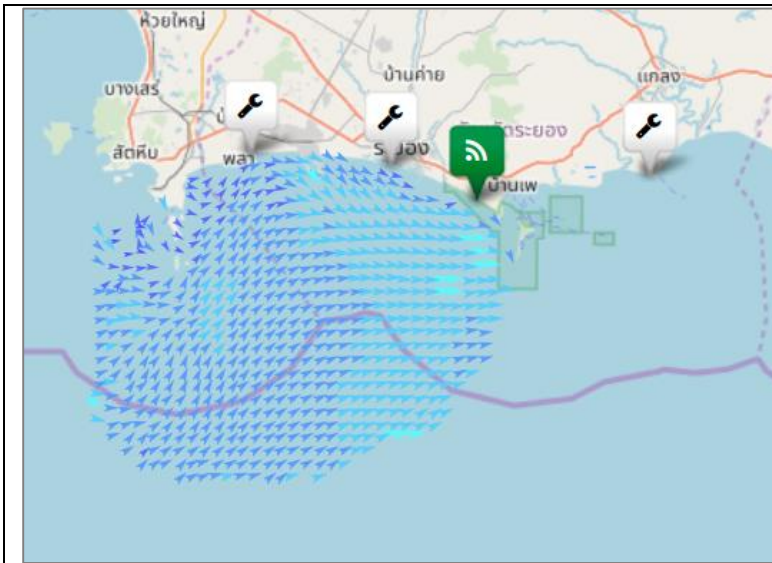 ห้วยใหญ่
บ้านค่าย
แกลง
บางเสร่
ระยอง
สัตหีบ
พลา
บ้านเพ